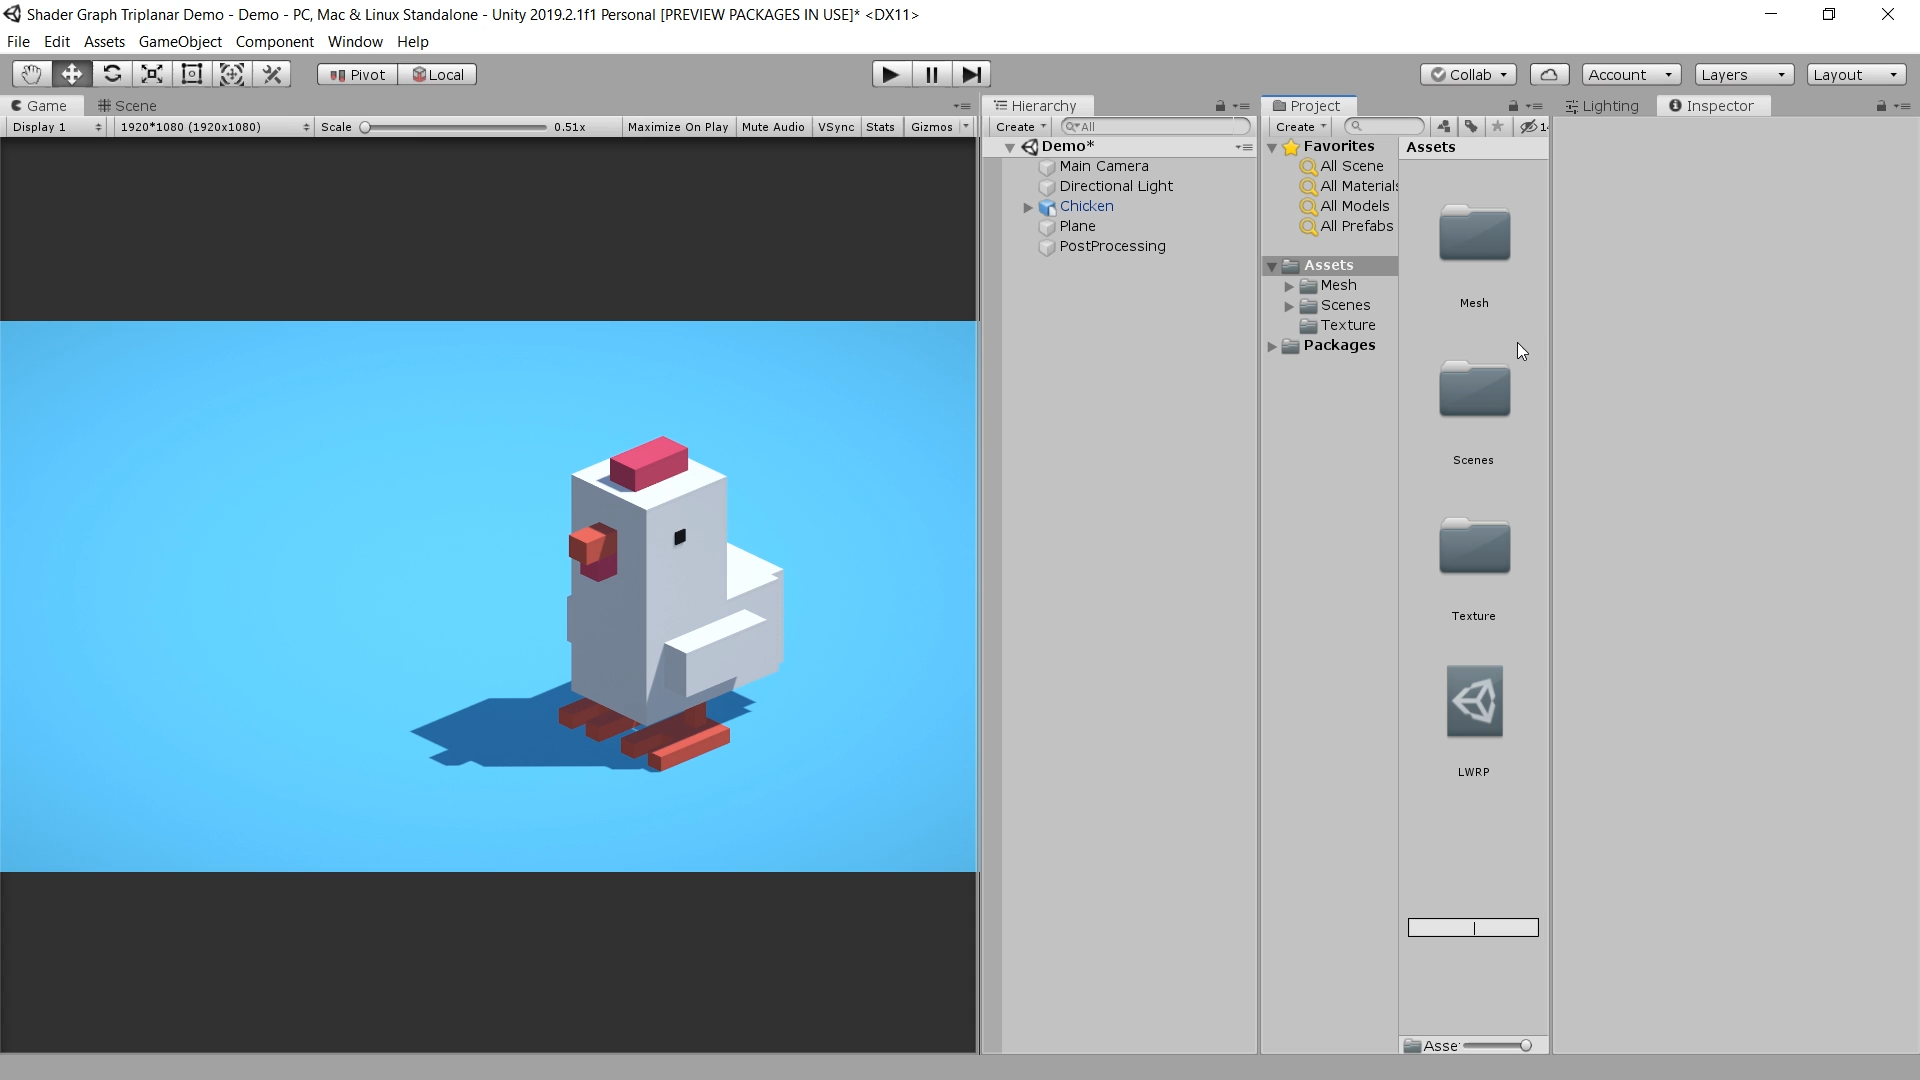 Shader Graph Triplanar Demo - Demo - PC, Mac & Linux Standalone - Unity 2019.2.1f1 Personal [PREVIEW PACKAGES IN USE]* <DX11>
File Edit Assets GameObject Component Window Help
Pivot Local Collab Account Layers Layout
Game Scene
Display 1 1920*1080 (1920x1080) Scale 0.51x Maximize On Play Mute Audio VSync Stats Gizmos
Hierarchy
Create All
Demo*
Main Camera
Directional Light
Chicken
Plane
PostProcessing
Project
Create 14
Favorites
All Scene
All Materials
All Models
All Prefabs
Assets
Mesh
Scenes
Texture
Packages
Assets
Mesh
Scenes
Texture
LWRP
Asse
Lighting Inspector